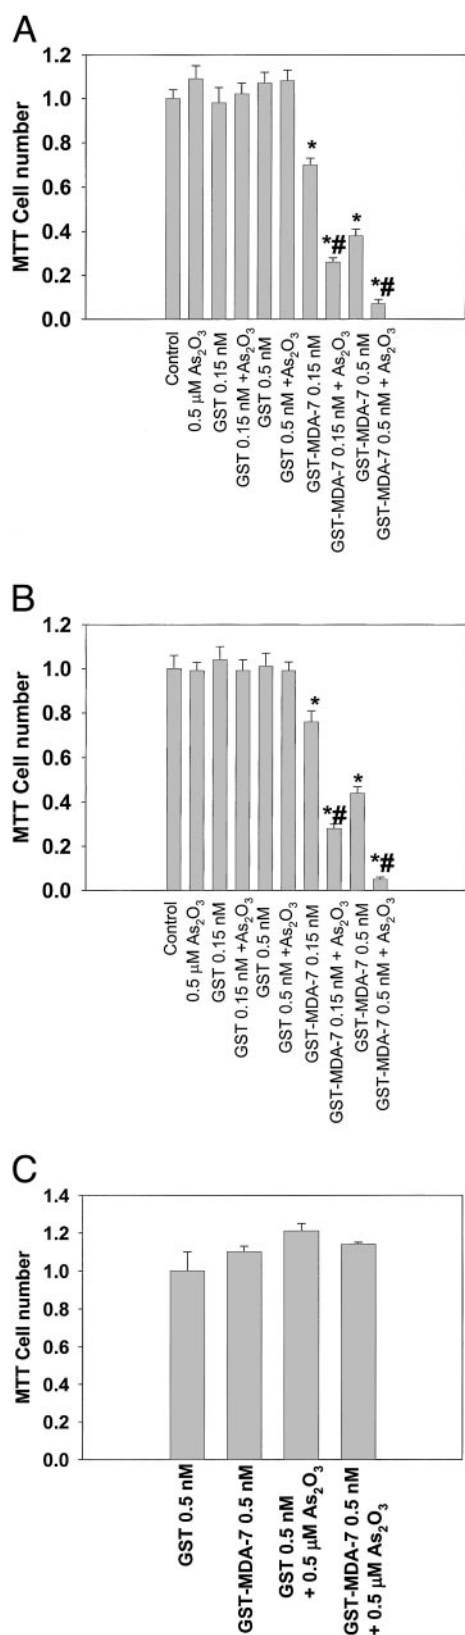 A
MTT Cell number
1.2
1.0
0.8
0.6
0.4
0.2
0.0
*
*#
*
*#
Control
0.5 μM As₂O₃
GST 0.15 nM
GST 0.15 nM +As₂O₃
GST 0.5 nM
GST 0.5 nM +As₂O₃
GST-MDA-7 0.15 nM
GST-MDA-7 0.15 nM + As₂O₃
GST-MDA-7 0.5 nM
GST-MDA-7 0.5 nM + As₂O₃
B
MTT Cell number
1.2
1.0
0.8
0.6
0.4
0.2
0.0
*
*#
*
*#
Control
0.5 μM As₂O₃
GST 0.15 nM
GST 0.15 nM +As₂O₃
GST 0.5 nM
GST 0.5 nM +As₂O₃
GST-MDA-7 0.15 nM
GST-MDA-7 0.15 nM + As₂O₃
GST-MDA-7 0.5 nM
GST-MDA-7 0.5 nM + As₂O₃
C
MTT Cell number
1.4
1.2
1.0
0.8
0.6
0.4
0.2
0.0
GST 0.5 nM
GST-MDA-7 0.5 nM
GST 0.5 nM
+ 0.5 μM As₂O₃
GST-MDA-7 0.5 nM
+ 0.5 μM As₂O₃